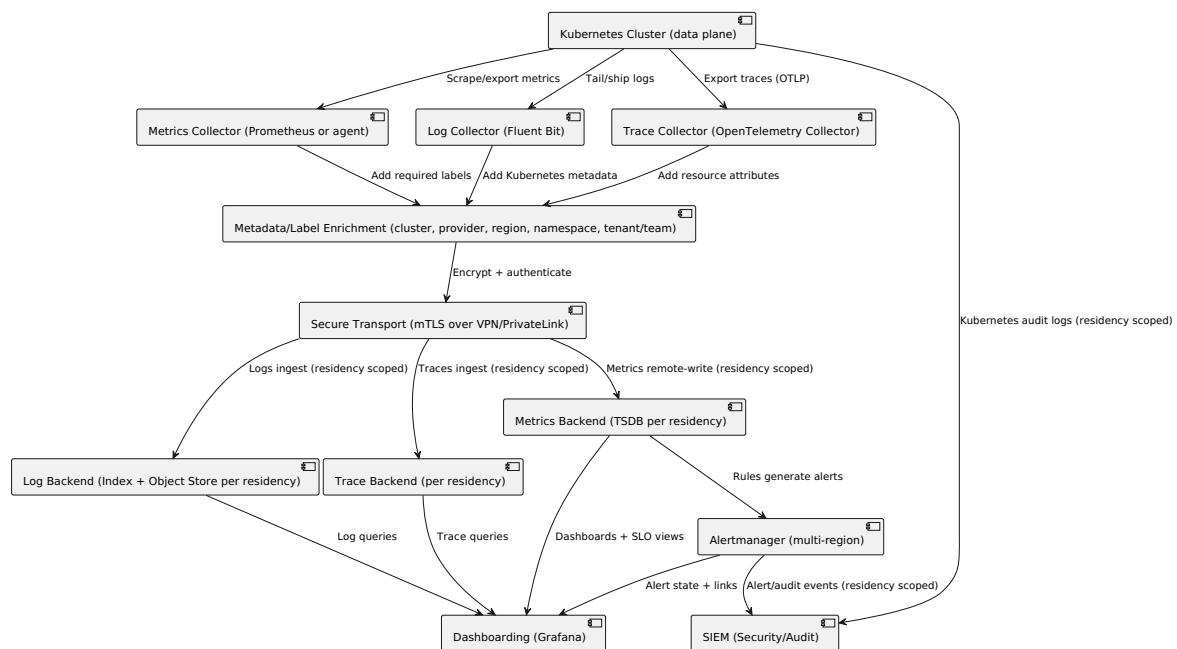 Kubernetes Cluster (data plane)
Scrape/export metrics
Tail/ship logs
Export traces (OTLP)
Metrics Collector (Prometheus or agent)
Log Collector (Fluent Bit)
Trace Collector (OpenTelemetry Collector)
Add required labels
Add Kubernetes metadata
Add resource attributes
Metadata/Label Enrichment (cluster, provider, region, namespace, tenant/team)
Encrypt + authenticate
Secure Transport (mTLS over VPN/PrivateLink)
Kubernetes audit logs (residency scoped)
Logs ingest (residency scoped)
Traces ingest (residency scoped)
Metrics remote-write (residency scoped)
Metrics Backend (TSDB per residency)
Log Backend (Index + Object Store per residency)
Trace Backend (per residency)
Rules generate alerts
Log queries
Trace queries
Dashboards + SLO views
Alertmanager (multi-region)
Alert state + links
Alert/audit events (residency scoped)
Dashboarding (Grafana)
SIEM (Security/Audit)